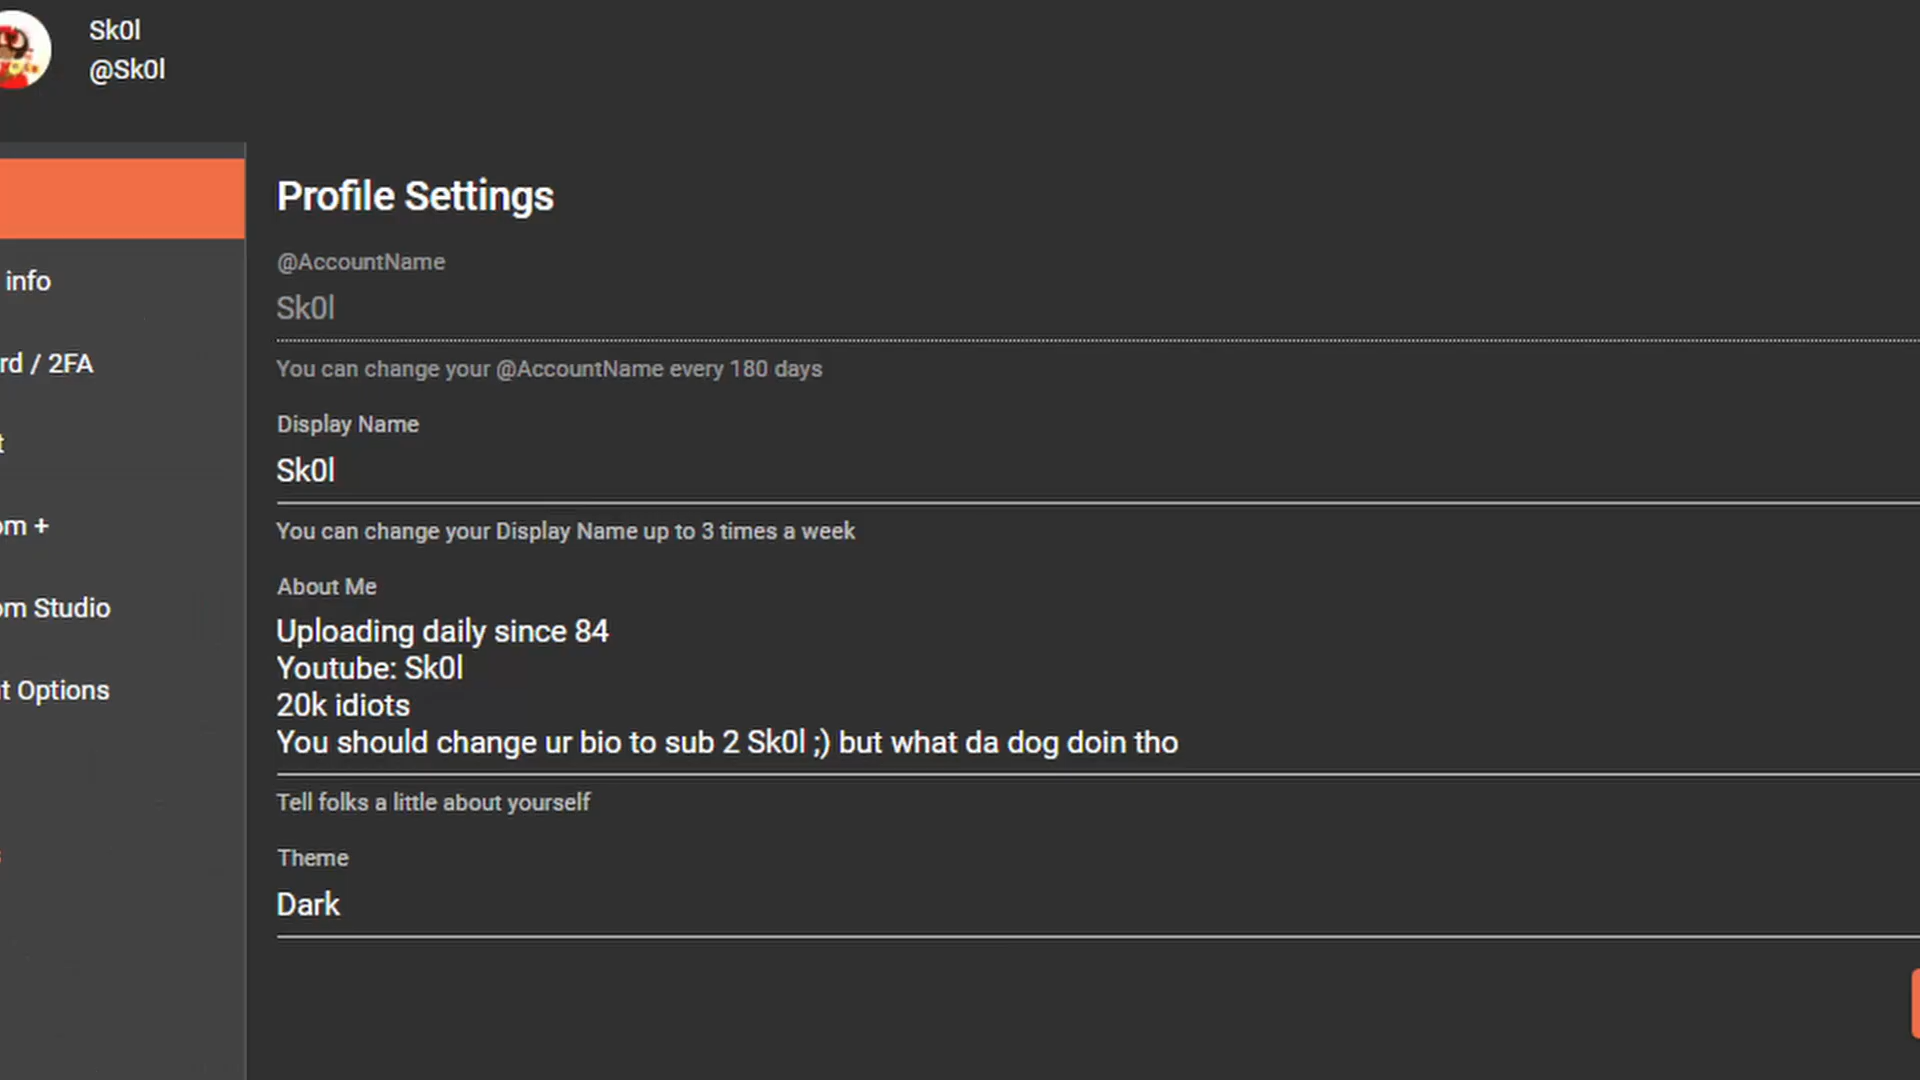 Sk0l
@Sk0l
Profile Settings
@AccountName
Sk0l
You can change your @AccountName every 180 days
Display Name
Sk0l
You can change your Display Name up to 3 times a week
About Me
Uploading daily since 84
Youtube: Sk0l
20k idiots
You should change ur bio to sub 2 Sk0l ;) but what da dog doin tho
Tell folks a little about yourself
Theme
Dark
info
rd / 2FA
t
om +
om Studio
t Options